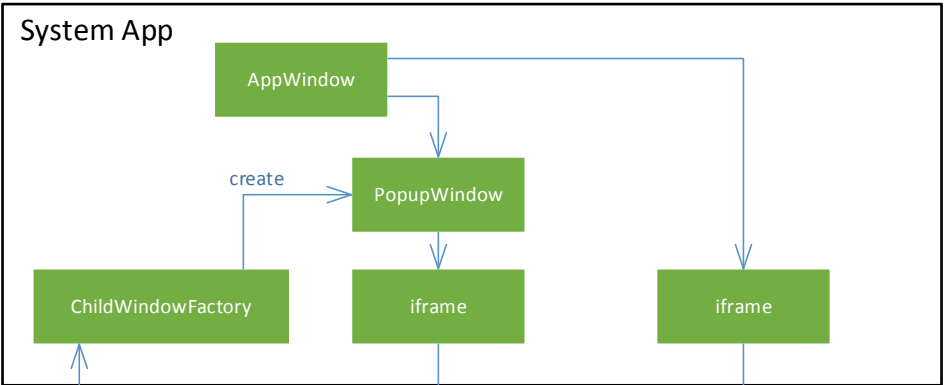 System App
AppWindow
create
PopupWindow
ChildWindowFactory
iframe
iframe